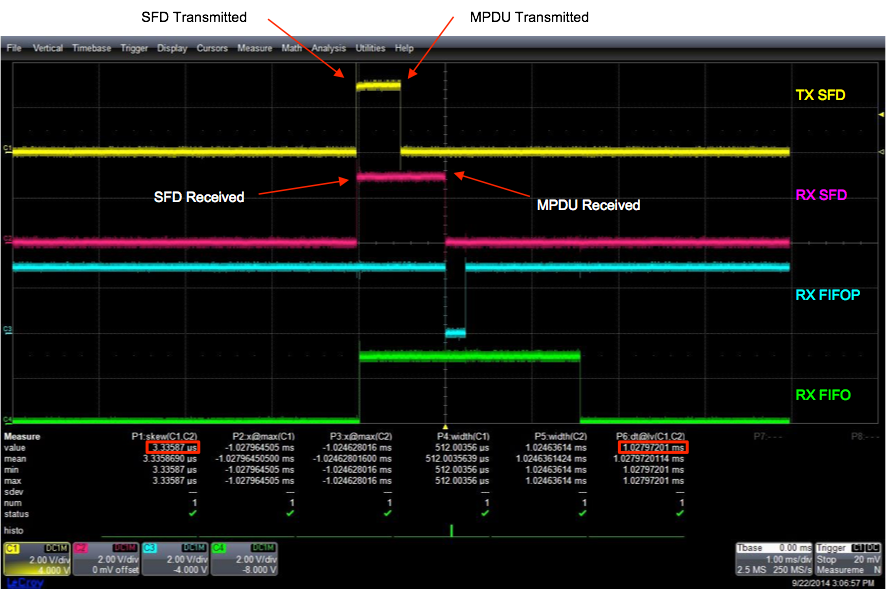 SFD Transmitted
MPDU Transmitted
File Vertical Timebase Trigger Display Cursors Measure Math Analysis Utilities Help
TX SFD
C1
SFD Received
MPDU Received
RX SFD
RX FIFOP
C3
RX FIFO
C4
Measure P1:skew(C1,C2) P2:x@max(C1) P3:x@max(C2) P4:width(C1) P5:width(C2) P6:dt@lv(C1,C2) P7:--- P8:---
value 3.33587 µs -1.027964505 ms -1.024628016 ms 512.00356 µs 1.02463614 ms 1.02797201 ms
mean 3.3358690 µs -1.02796450500 ms -1.02462801600 ms 512.0035639 µs 1.0246361424 ms 1.0279720114 ms
min 3.33587 µs -1.027964505 ms -1.024628016 ms 512.00356 µs 1.02463614 ms 1.02797201 ms
max 3.33587 µs -1.027964505 ms -1.024628016 ms 512.00356 µs 1.02463614 ms 1.02797201 ms
sdev --- --- --- --- --- ---
num 1 1 1 1 1 1
status
histo
C1 DC1M C2 DC1M C3 DC1M C4 DC1M
2.00 V/div 2.00 V/div 2.00 V/div 2.00 V/div
4.000 V 0 mV offset -4.000 V -8.000 V
Tbase 0.00 ms Trigger C1 DC
1.00 ms/div Stop 20 mV
2.5 MS 250 MS/s Measureme N
LeCroy
9/22/2014 3:06:57 PM